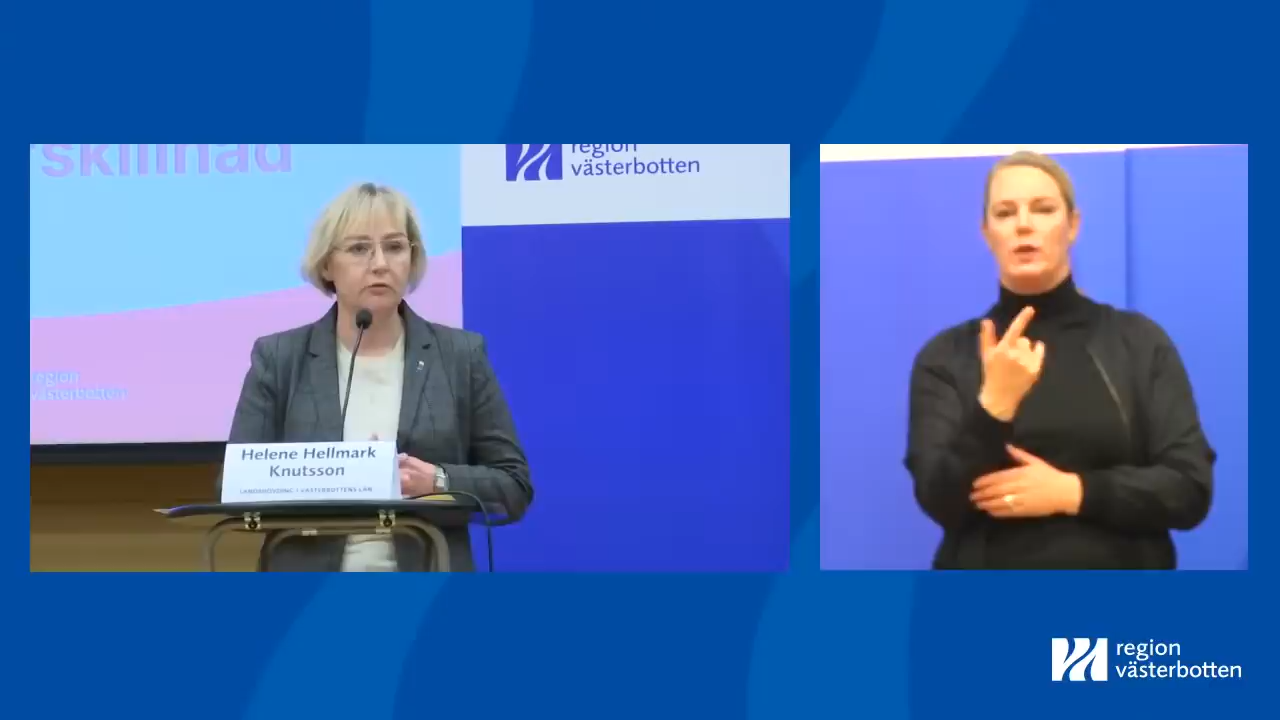 skillnad
region
västerbotten
region
västerbotten
Helene Hellmark
Knutsson
LANDSHÖVDING I VÄSTERBOTTENS LÄN
region
västerbotten